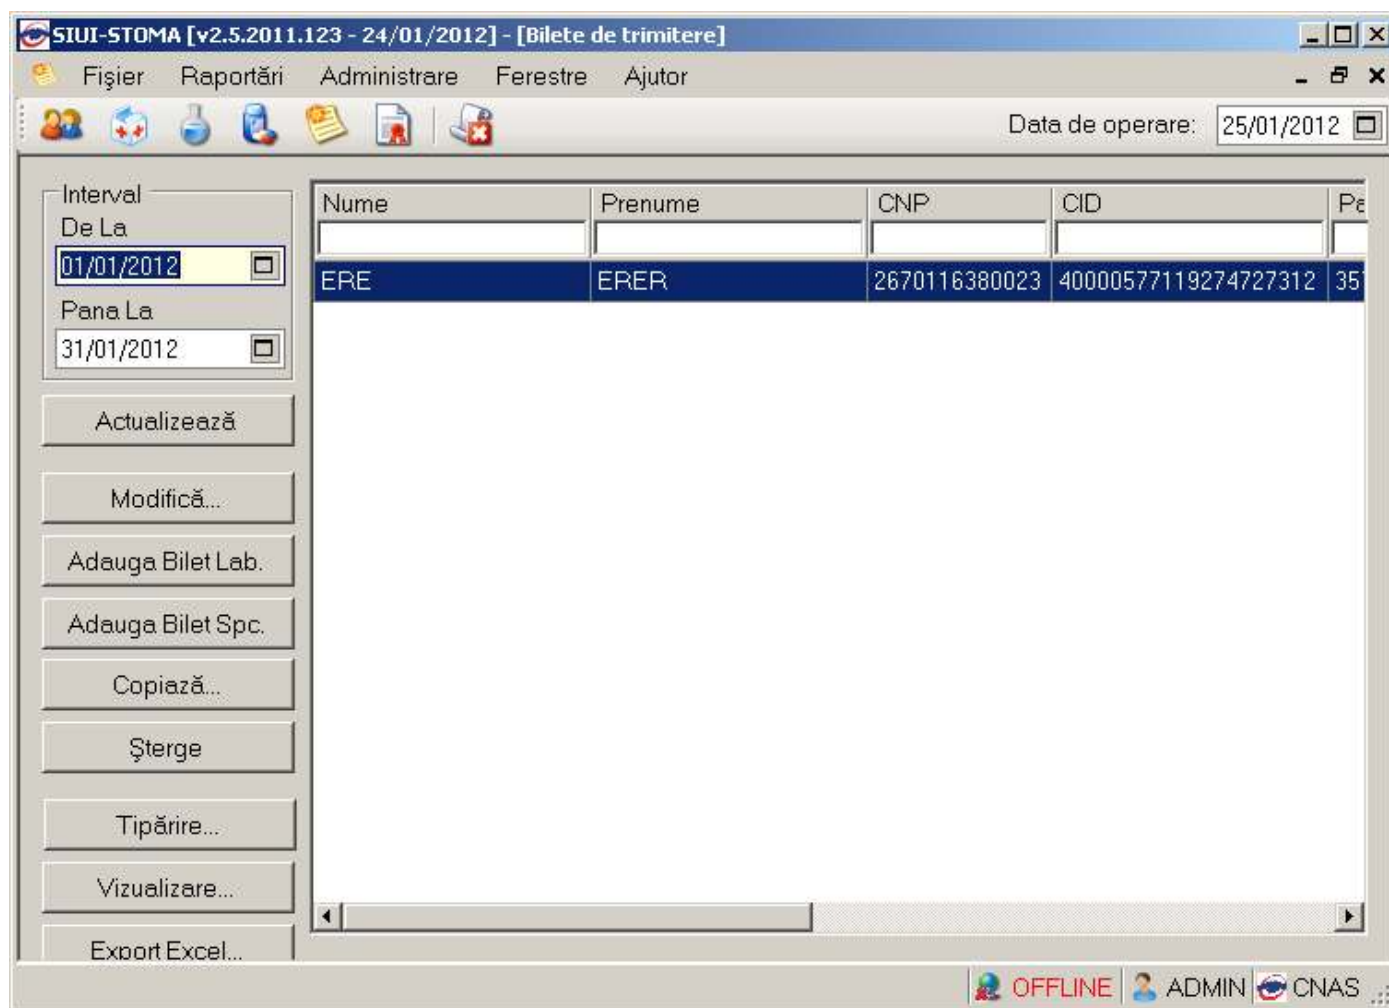 SIUI-STOMA [v2.5.2011.123 - 24/01/2012] - [Bilete de trimitere]
Fişier Raportări Administrare Ferestre Ajutor
Data de operare: 25/01/2012
Interval
De La
01/01/2012
Pana La
31/01/2012
Actualizează
Modifică...
Adauga Bilet Lab.
Adauga Bilet Spc.
Copiază...
Şterge
Tipărire...
Vizualizare...
Export Excel...
Nume Prenume CNP CID Pa
ERE ERER 2670116380023 40000577119274727312 35
OFFLINE ADMIN CNAS